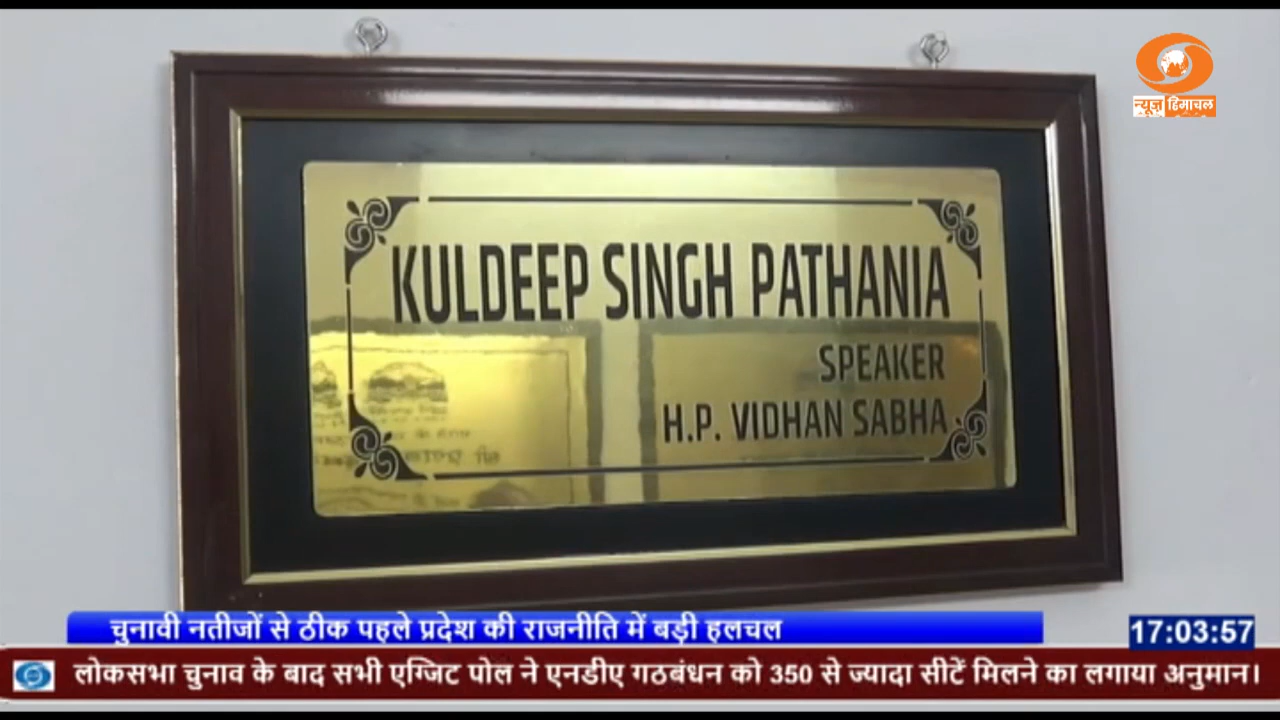 न्यूज़ हिमाचल
KULDEEP SINGH PATHANIA
SPEAKER
H.P. VIDHAN SABHA
चुनावी नतीजों से ठीक पहले प्रदेश की राजनीति में बड़ी हलचल
17:03:57
लोकसभा चुनाव के बाद सभी एग्जिट पोल ने एनडीए गठबंधन को 350 से ज्यादा सीटें मिलने का लगाया अनुमान।